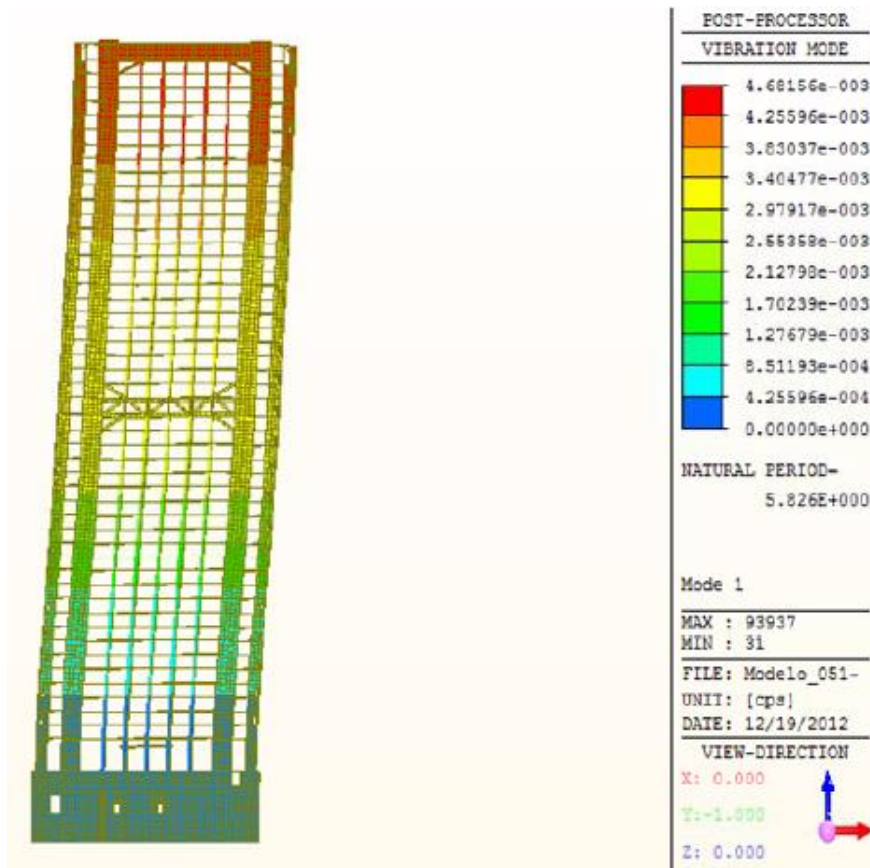 POST-PROCESSOR
VIBRATION MODE
4.68156e-003
4.25596e-003
3.83037e-003
3.40477e-003
2.97917e-003
2.55358e-003
2.12798e-003
1.70239e-003
1.27679e-003
8.51193e-004
4.25596e-004
0.00000e+000
NATURAL PERIOD=
5.826E+000
Mode 1
MAX : 93937
MIN : 31
FILE: Modelo_051-
UNIT: [cps]
DATE: 12/19/2012
VIEW-DIRECTION
X: 0.000
Y:-1.000
Z: 0.000